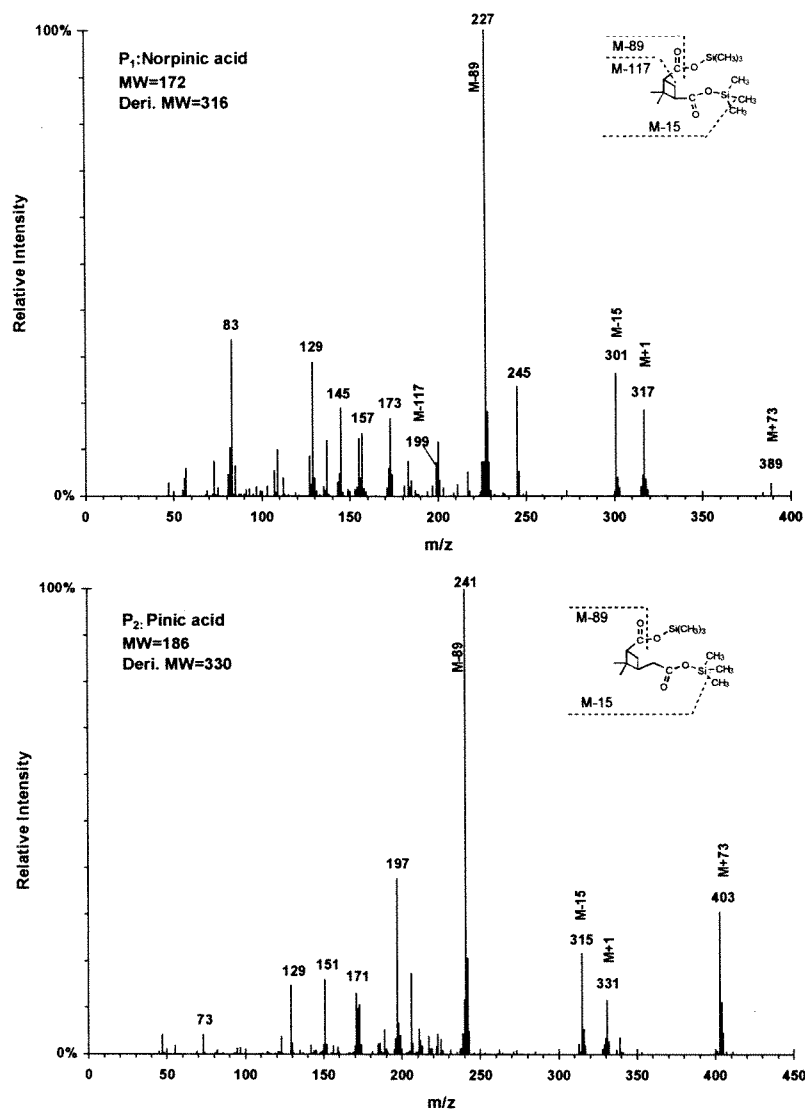 100%
227
P1:Norpinic acid
MW=172
Deri. MW=316
M-89
M-89
M-117
M-15
O
C
O
Si(CH3)3
C
O
O
Si
CH3
CH3
CH3
Relative Intensity
83
129
145
157
M-117
173
199
245
M-15
301
M+1
317
M+73
389
0%
0 50 100 150 200 250 300 350 400
m/z
100%
241
P2: Pinic acid
MW=186
Deri. MW=330
M-89
M-89
M-15
O
C
O
Si(CH3)3
C
O
O
Si
CH3
CH3
CH3
Relative Intensity
73
129
151
171
197
M-15
315
M+1
331
M+73
403
0%
0 50 100 150 200 250 300 350 400 450
m/z